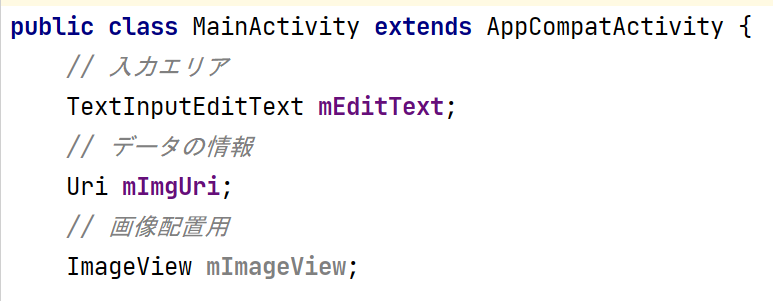 public class MainActivity extends AppCompatActivity {
// 入力エリア
TextInputEditText mEditText;
// データの情報
Uri mImgUri;
// 画像配置用
ImageView mImageView;